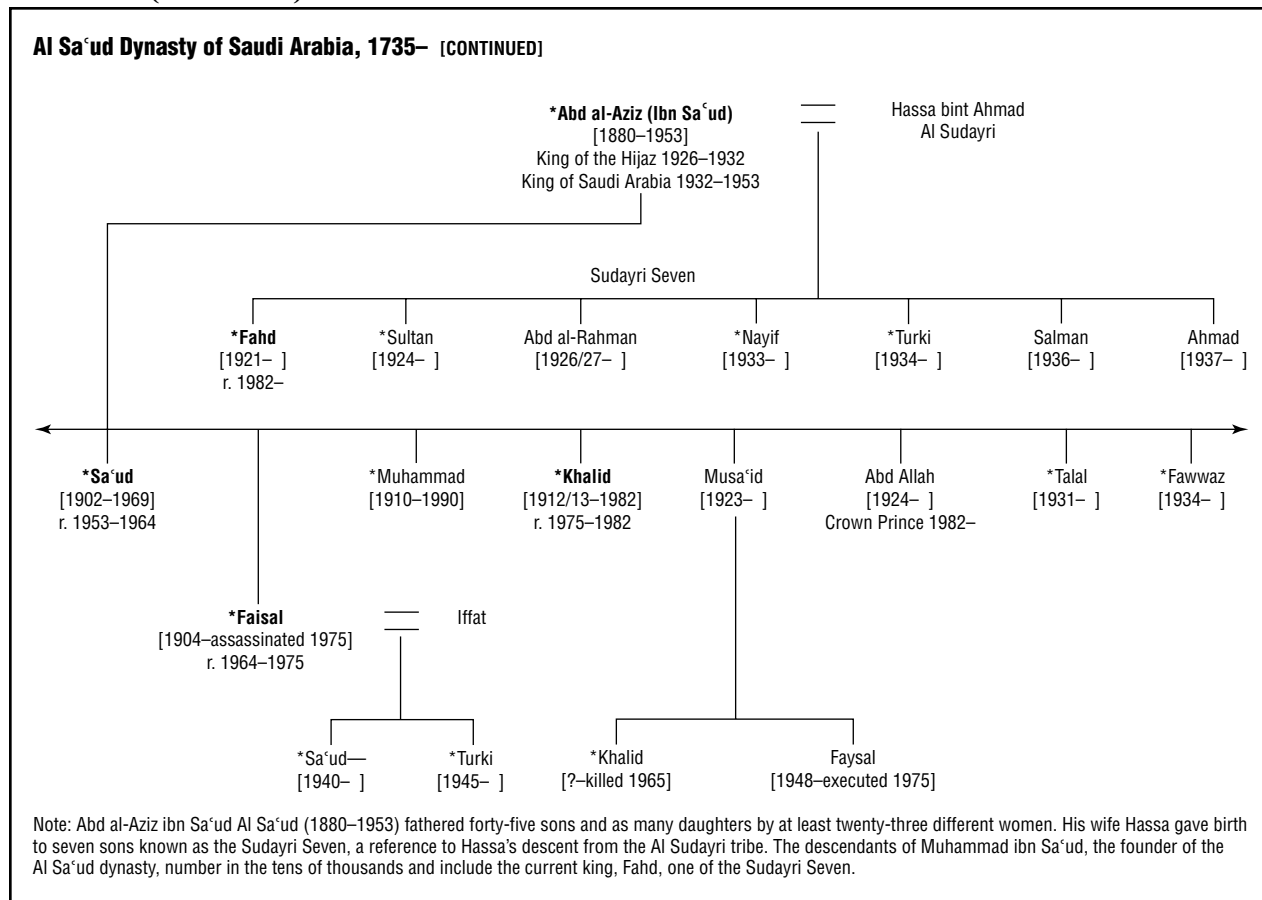 Al Saʿud Dynasty of Saudi Arabia, 1735– [CONTINUED]
*Abd al-Aziz (Ibn Saʿud)
[1880–1953]
King of the Hijaz 1926–1932
King of Saudi Arabia 1932–1953
Hassa bint Ahmad
Al Sudayri
Sudayri Seven
*Fahd
[1921– ]
r. 1982–
*Sultan
[1924– ]
Abd al-Rahman
[1926/27– ]
*Nayif
[1933– ]
*Turki
[1934– ]
Salman
[1936– ]
Ahmad
[1937– ]
*Saʿud
[1902–1969]
r. 1953–1964
*Muhammad
[1910–1990]
*Khalid
[1912/13–1982]
r. 1975–1982
Musaʿid
[1923– ]
Abd Allah
[1924– ]
Crown Prince 1982–
*Talal
[1931– ]
*Fawwaz
[1934– ]
*Faisal
[1904–assassinated 1975]
r. 1964–1975
Iffat
*Saʿud—
[1940– ]
*Turki
[1945– ]
*Khalid
[?–killed 1965]
Faysal
[1948–executed 1975]
Note: Abd al-Aziz ibn Saʿud Al Saʿud (1880–1953) fathered forty-five sons and as many daughters by at least twenty-three different women. His wife Hassa gave birth
to seven sons known as the Sudayri Seven, a reference to Hassa’s descent from the Al Sudayri tribe. The descendants of Muhammad ibn Saʿud, the founder of the
Al Saʿud dynasty, number in the tens of thousands and include the current king, Fahd, one of the Sudayri Seven.